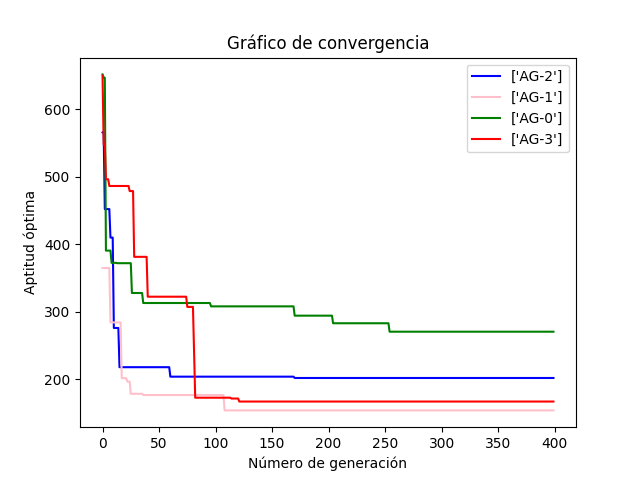 Gráfico de convergencia
['AG-2']
['AG-1']
['AG-0']
['AG-3']
Aptitud óptima
600
500
400
300
200
0 50 100 150 200 250 300 350 400
Número de generación